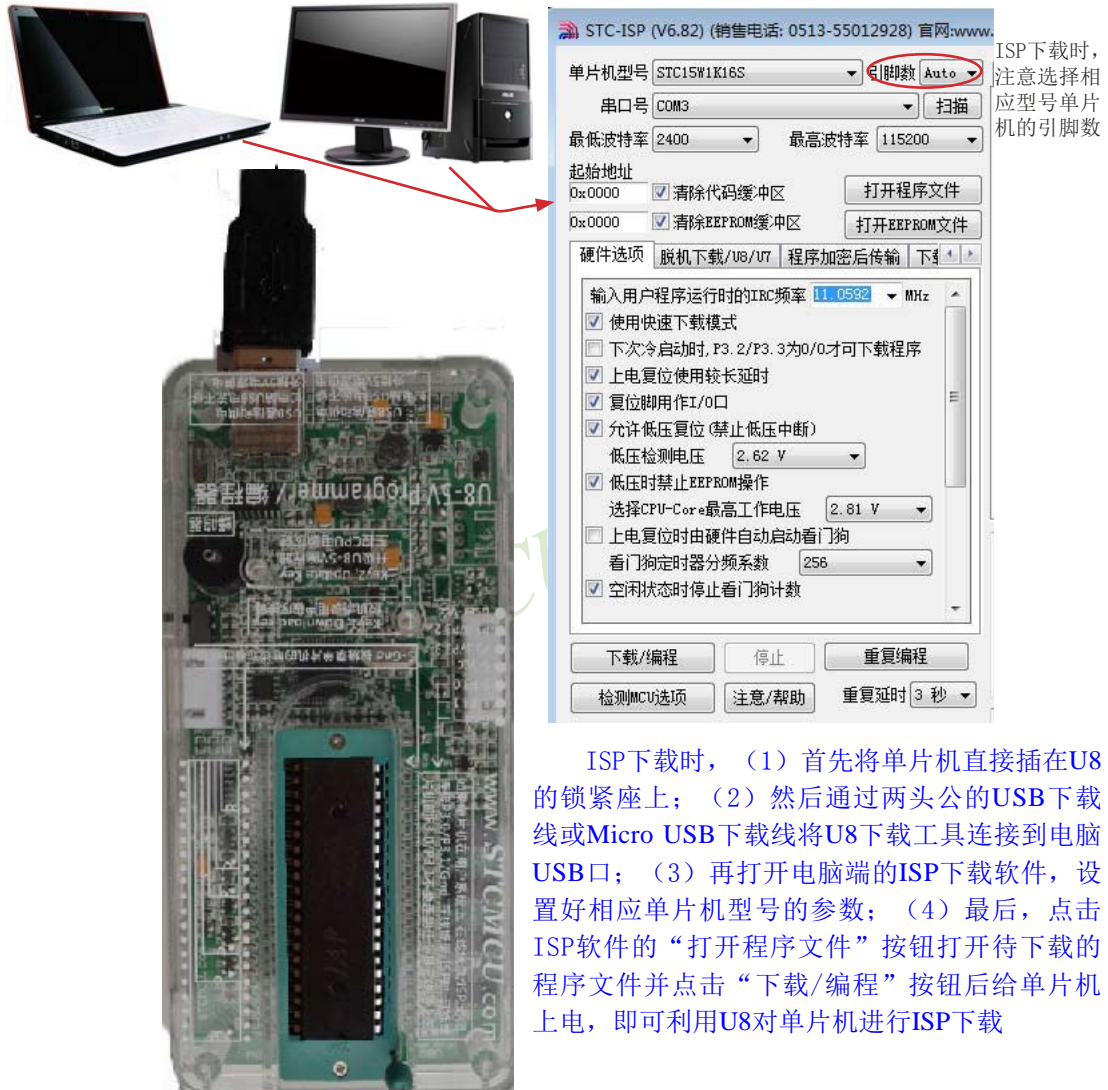 STC-ISP (V6.82) (销售电话: 0513-55012928) 官网:www.
ISP下载时，
注意选择相
应型号单片
机的引脚数
单片机型号 STC15W1K16S 引脚数 Auto
串口号 COM3 扫描
最低波特率 2400 最高波特率 115200
起始地址
0x0000 清除代码缓冲区 打开程序文件
0x0000 清除EEPROM缓冲区 打开EEPROM文件
硬件选项 脱机下载/U8/U7 程序加密后传输
输入用户程序运行时的IRC频率 11.0592 MHz
使用快速下载模式
下次冷启动时,P3.2/P3.3为0/0才可下载程序
上电复位使用较长延时
复位脚用作I/O口
允许低压复位(禁止低压中断)
低压检测电压 2.62 V
低压时禁止EEPROM操作
选择CPU-Core最高工作电压 2.81 V
上电复位时由硬件自动启动看门狗
看门狗定时器分频系数 256
空闲状态时停止看门狗计数
下载/编程 停止 重复编程
检测MCU选项 注意/帮助 重复延时 3 秒
U8-5V Programmer / 编程器
www.STCMCU.com
ISP下载时，（1）首先将单片机直接插在U8
的锁紧座上；（2）然后通过两头公的USB下载
线或Micro USB下载线将U8下载工具连接到电脑
USB口；（3）再打开电脑端的ISP下载软件，设
置好相应单片机型号的参数；（4）最后，点击
ISP软件的“打开程序文件”按钮打开待下载的
程序文件并点击“下载/编程”按钮后给单片机
上电，即可利用U8对单片机进行ISP下载